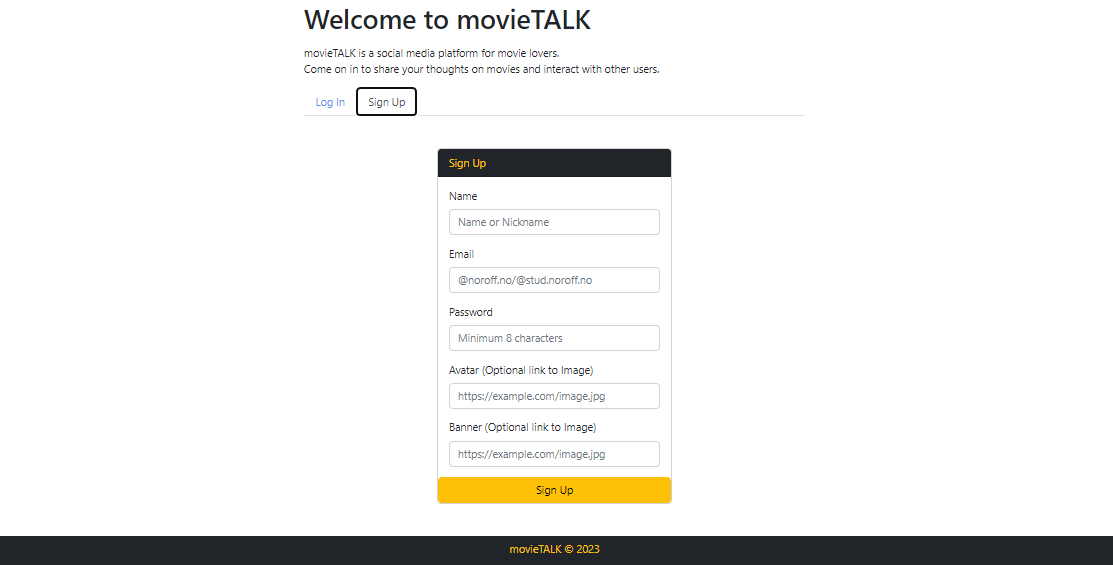 Welcome to movieTALK
movieTALK is a social media platform for movie lovers.
Come on in to share your thoughts on movies and interact with other users.
Log In
Sign Up
Sign Up
Name
Name or Nickname
Email
@noroff.no/@stud.noroff.no
Password
Minimum 8 characters
Avatar (Optional link to Image)
https://example.com/image.jpg
Banner (Optional link to Image)
https://example.com/image.jpg
Sign Up
movieTALK © 2023